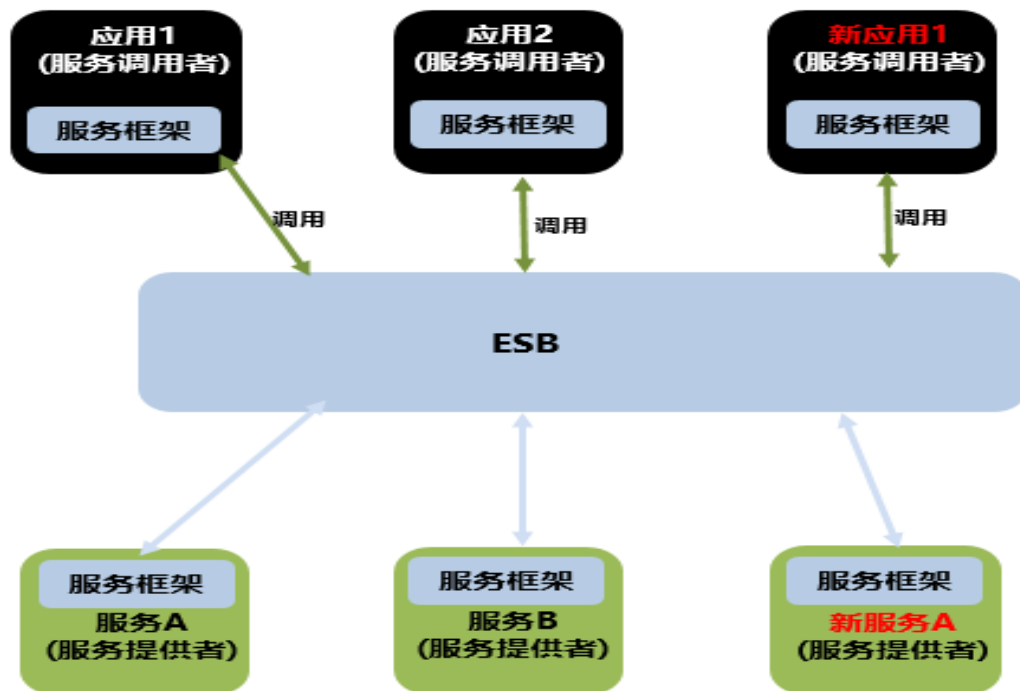 应用1
(服务调用者)
服务框架
应用2
(服务调用者)
服务框架
新应用1
(服务调用者)
服务框架
调用
调用
调用
ESB
服务框架
服务A
(服务提供者)
服务框架
服务B
(服务提供者)
服务框架
新服务A
(服务提供者)